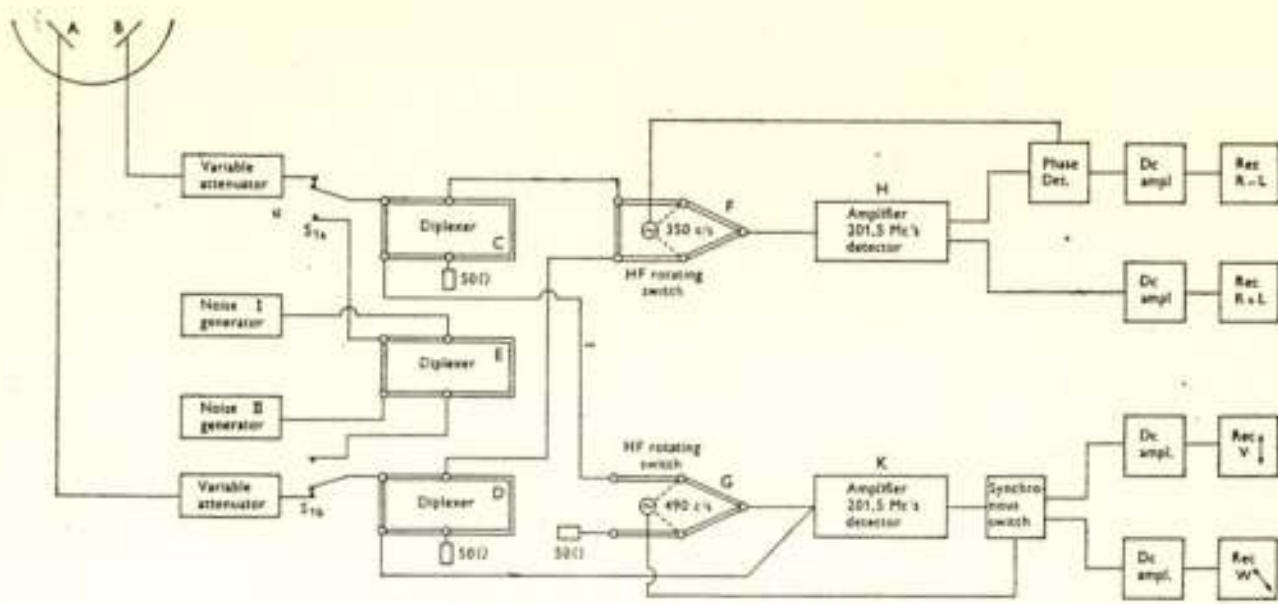 A
B
Variable
attenuator
S1a
Diplexer
C
50Ω
Noise I
generator
Diplexer
E
Noise II
generator
Variable
attenuator
S1b
Diplexer
D
50Ω
350 c/s
F
HF rotating
switch
H
Amplifier
201.5 Mc's
detector
Phase
Det.
Dc
ampl
Rec
R-L
Dc
ampl
Rec.
R+L
HF rotating
switch
G
490 c/s
50Ω
K
Amplifier
201.5 Mc's
detector
Synchro-
nous
switch
Dc
ampl.
Rec
V
Dc
ampl.
Rec
W